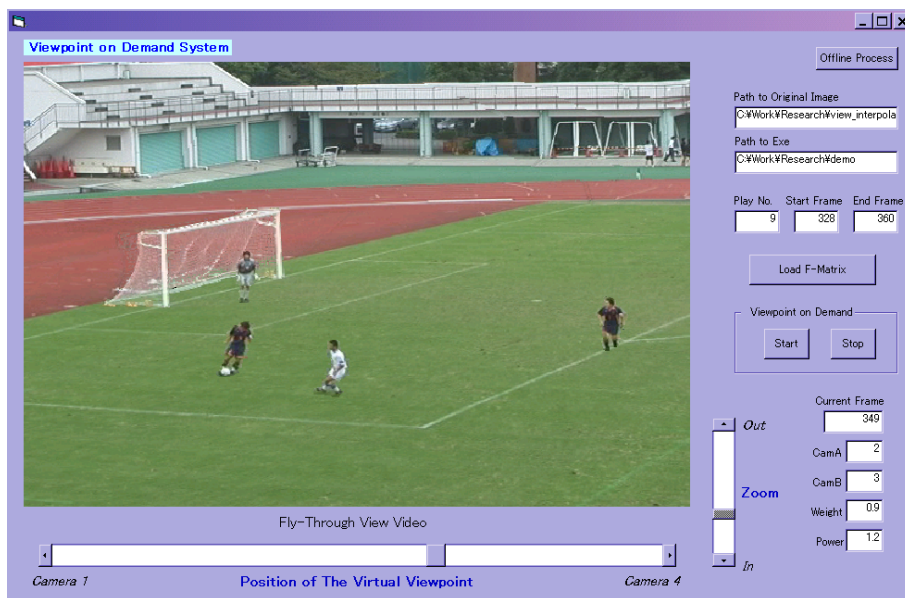 Viewpoint on Demand System
Offline Process
Path to Original Image
C:¥Work¥Research¥view_interpola
Path to Exe
C:¥Work¥Research¥demo
Play No. Start Frame End Frame
9 328 360
Load F-Matrix
Viewpoint on Demand
Start Stop
Current Frame
349
Out
CamA 2
CamB 3
Zoom
Weight 0.9
Power 1.2
In
Fly-Through View Video
Camera 1 Position of The Virtual Viewpoint Camera 4